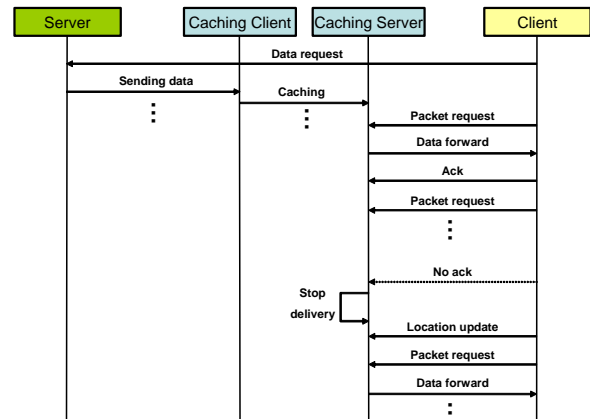 Server
Caching Client
Caching Server
Client
Data request
Sending data
Caching
Packet request
Data forward
Ack
Packet request
No ack
Stop
delivery
Location update
Packet request
Data forward